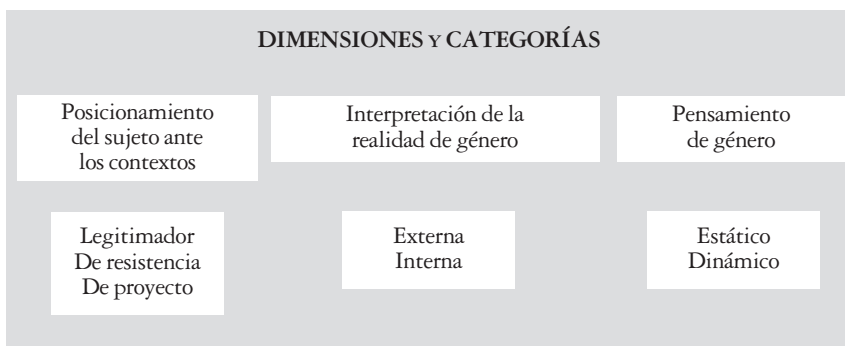 DIMENSIONES Y CATEGORÍAS
Posicionamiento
del sujeto ante
los contextos
Interpretación de la
realidad de género
Pensamiento
de género
Legitimador
De resistencia
De proyecto
Externa
Interna
Estático
Dinámico